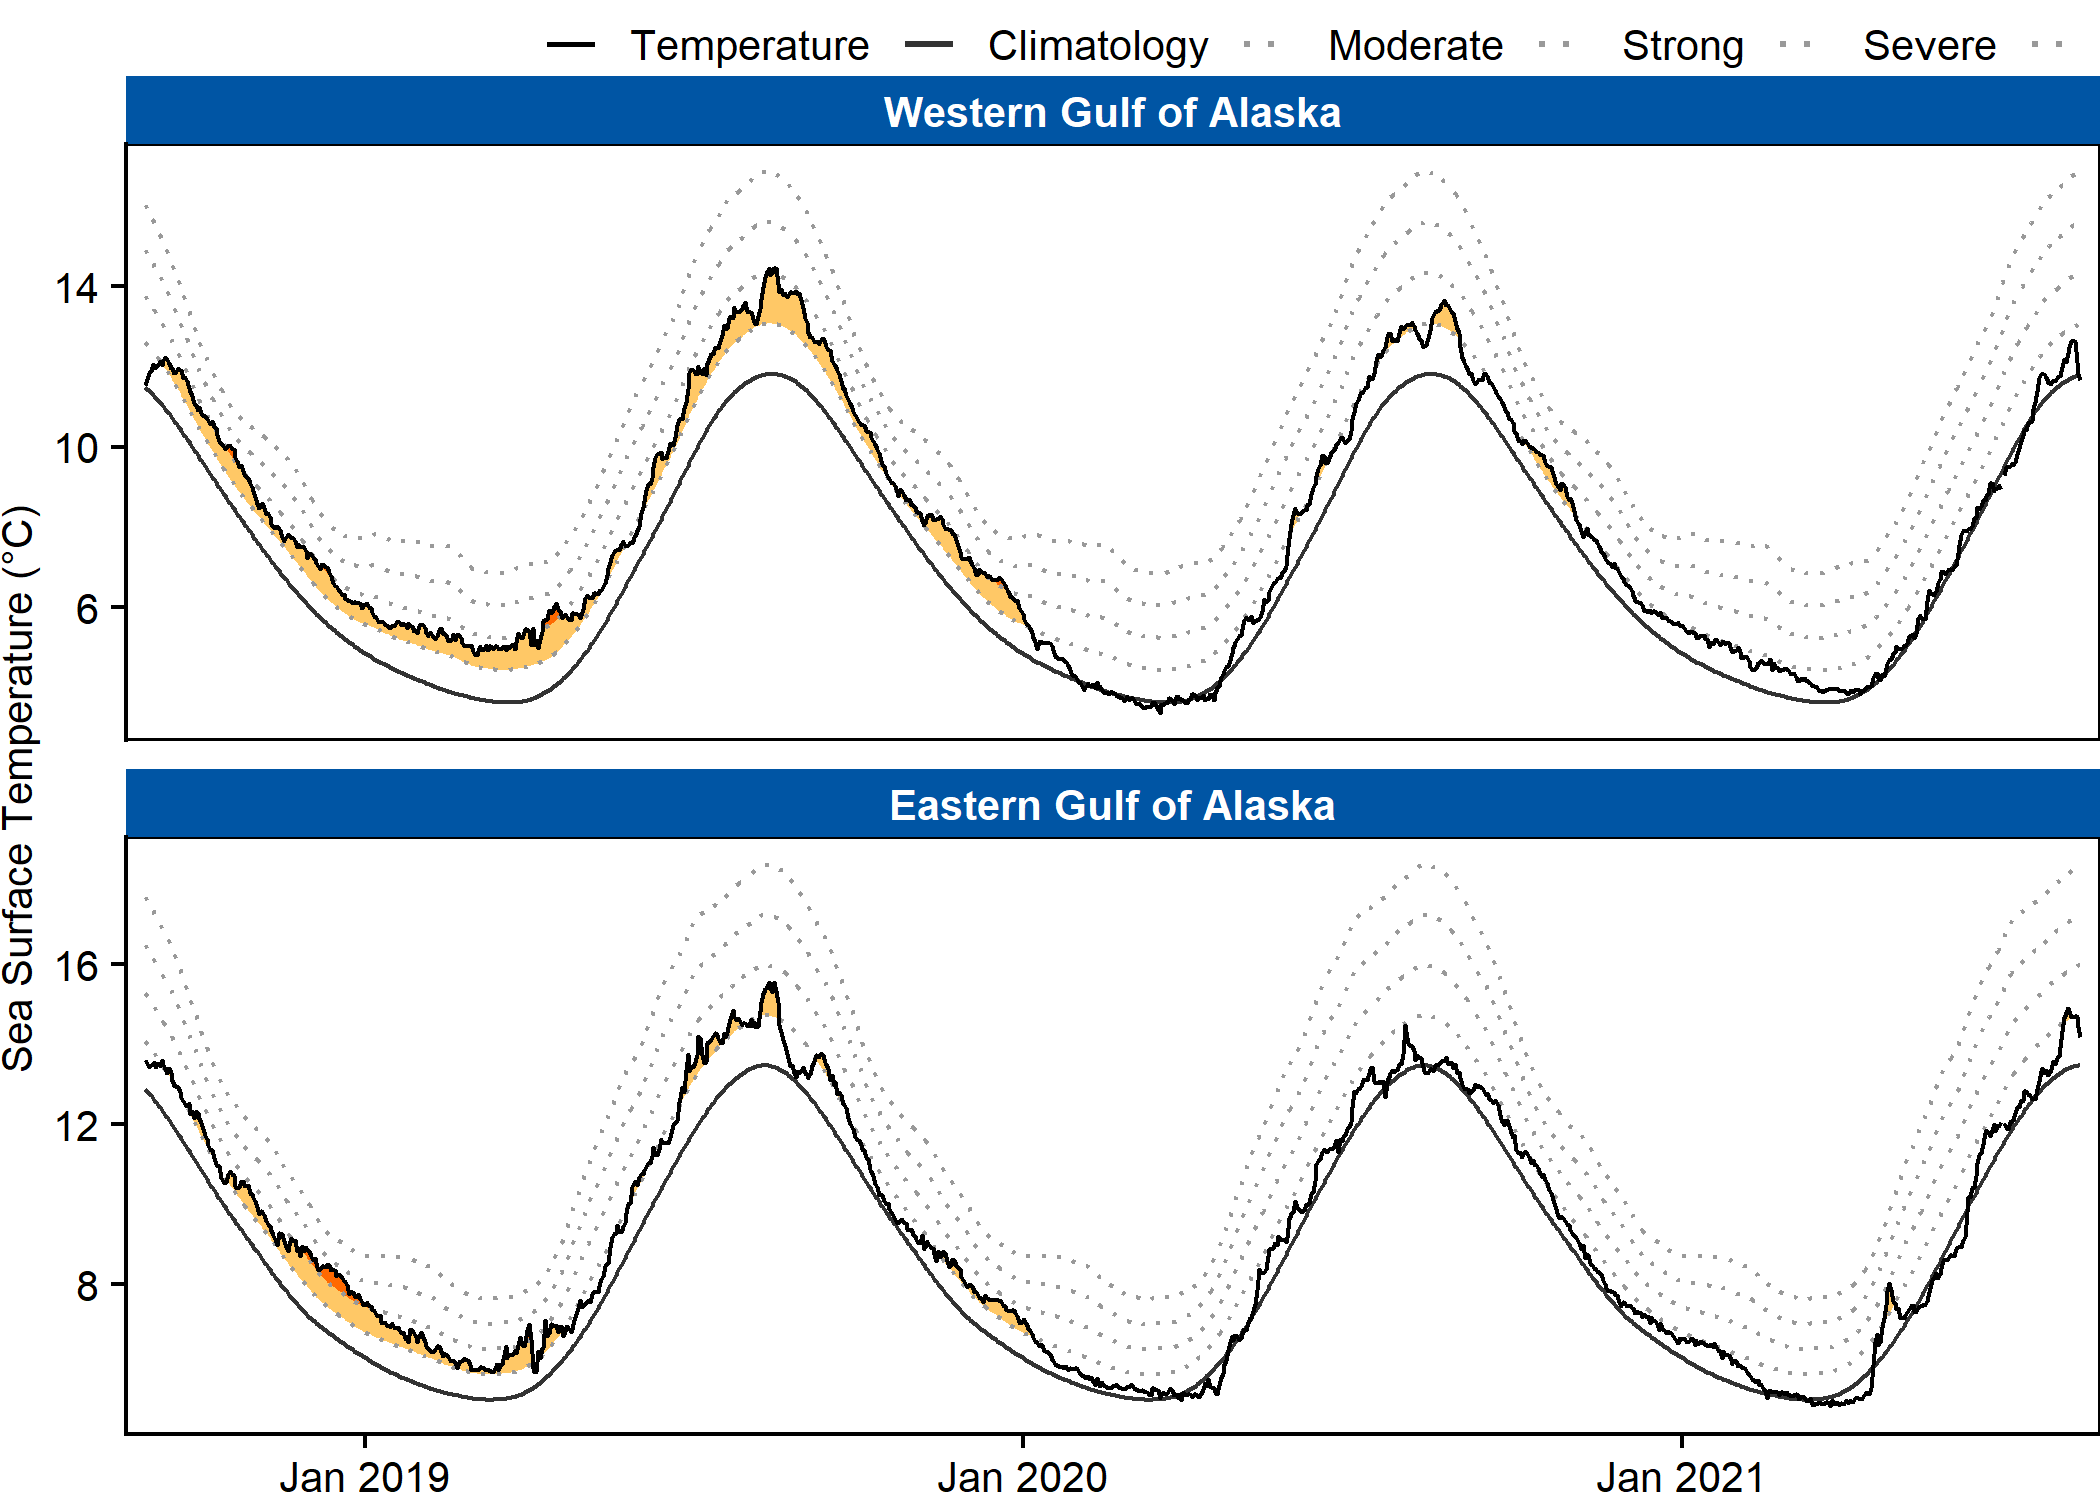 Temperature Climatology Moderate Strong Severe
Western Gulf of Alaska
14
10
6
Sea Surface Temperature (°C)
Eastern Gulf of Alaska
16
12
8
Jan 2019 Jan 2020 Jan 2021